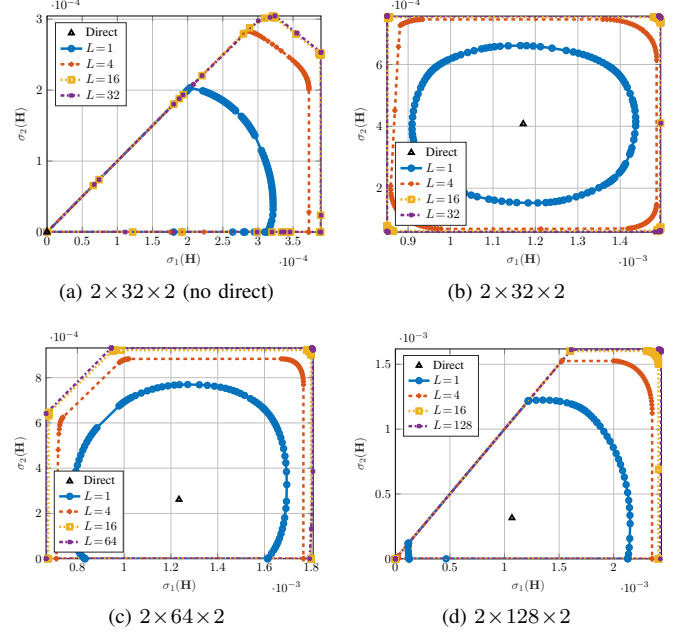 ·10⁻⁴
3
2
1
0
σ₂(H)
Direct
L=1
L=4
L=16
L=32
0
0.5
1
1.5
2
2.5
3
3.5
σ₁(H)
·10⁻⁴
(a) 2×32×2 (no direct)
·10⁻⁴
6
4
2
σ₂(H)
Direct
L=1
L=4
L=16
L=32
0.9
1
1.1
1.2
1.3
1.4
σ₁(H)
·10⁻³
(b) 2×32×2
·10⁻⁴
8
6
4
2
0
σ₂(H)
Direct
L=1
L=4
L=16
L=64
0.8
1
1.2
1.4
1.6
1.8
σ₁(H)
·10⁻³
(c) 2×64×2
·10⁻³
1.5
1
0.5
0
σ₂(H)
Direct
L=1
L=4
L=16
L=128
0
0.5
1
1.5
2
σ₁(H)
·10⁻³
(d) 2×128×2